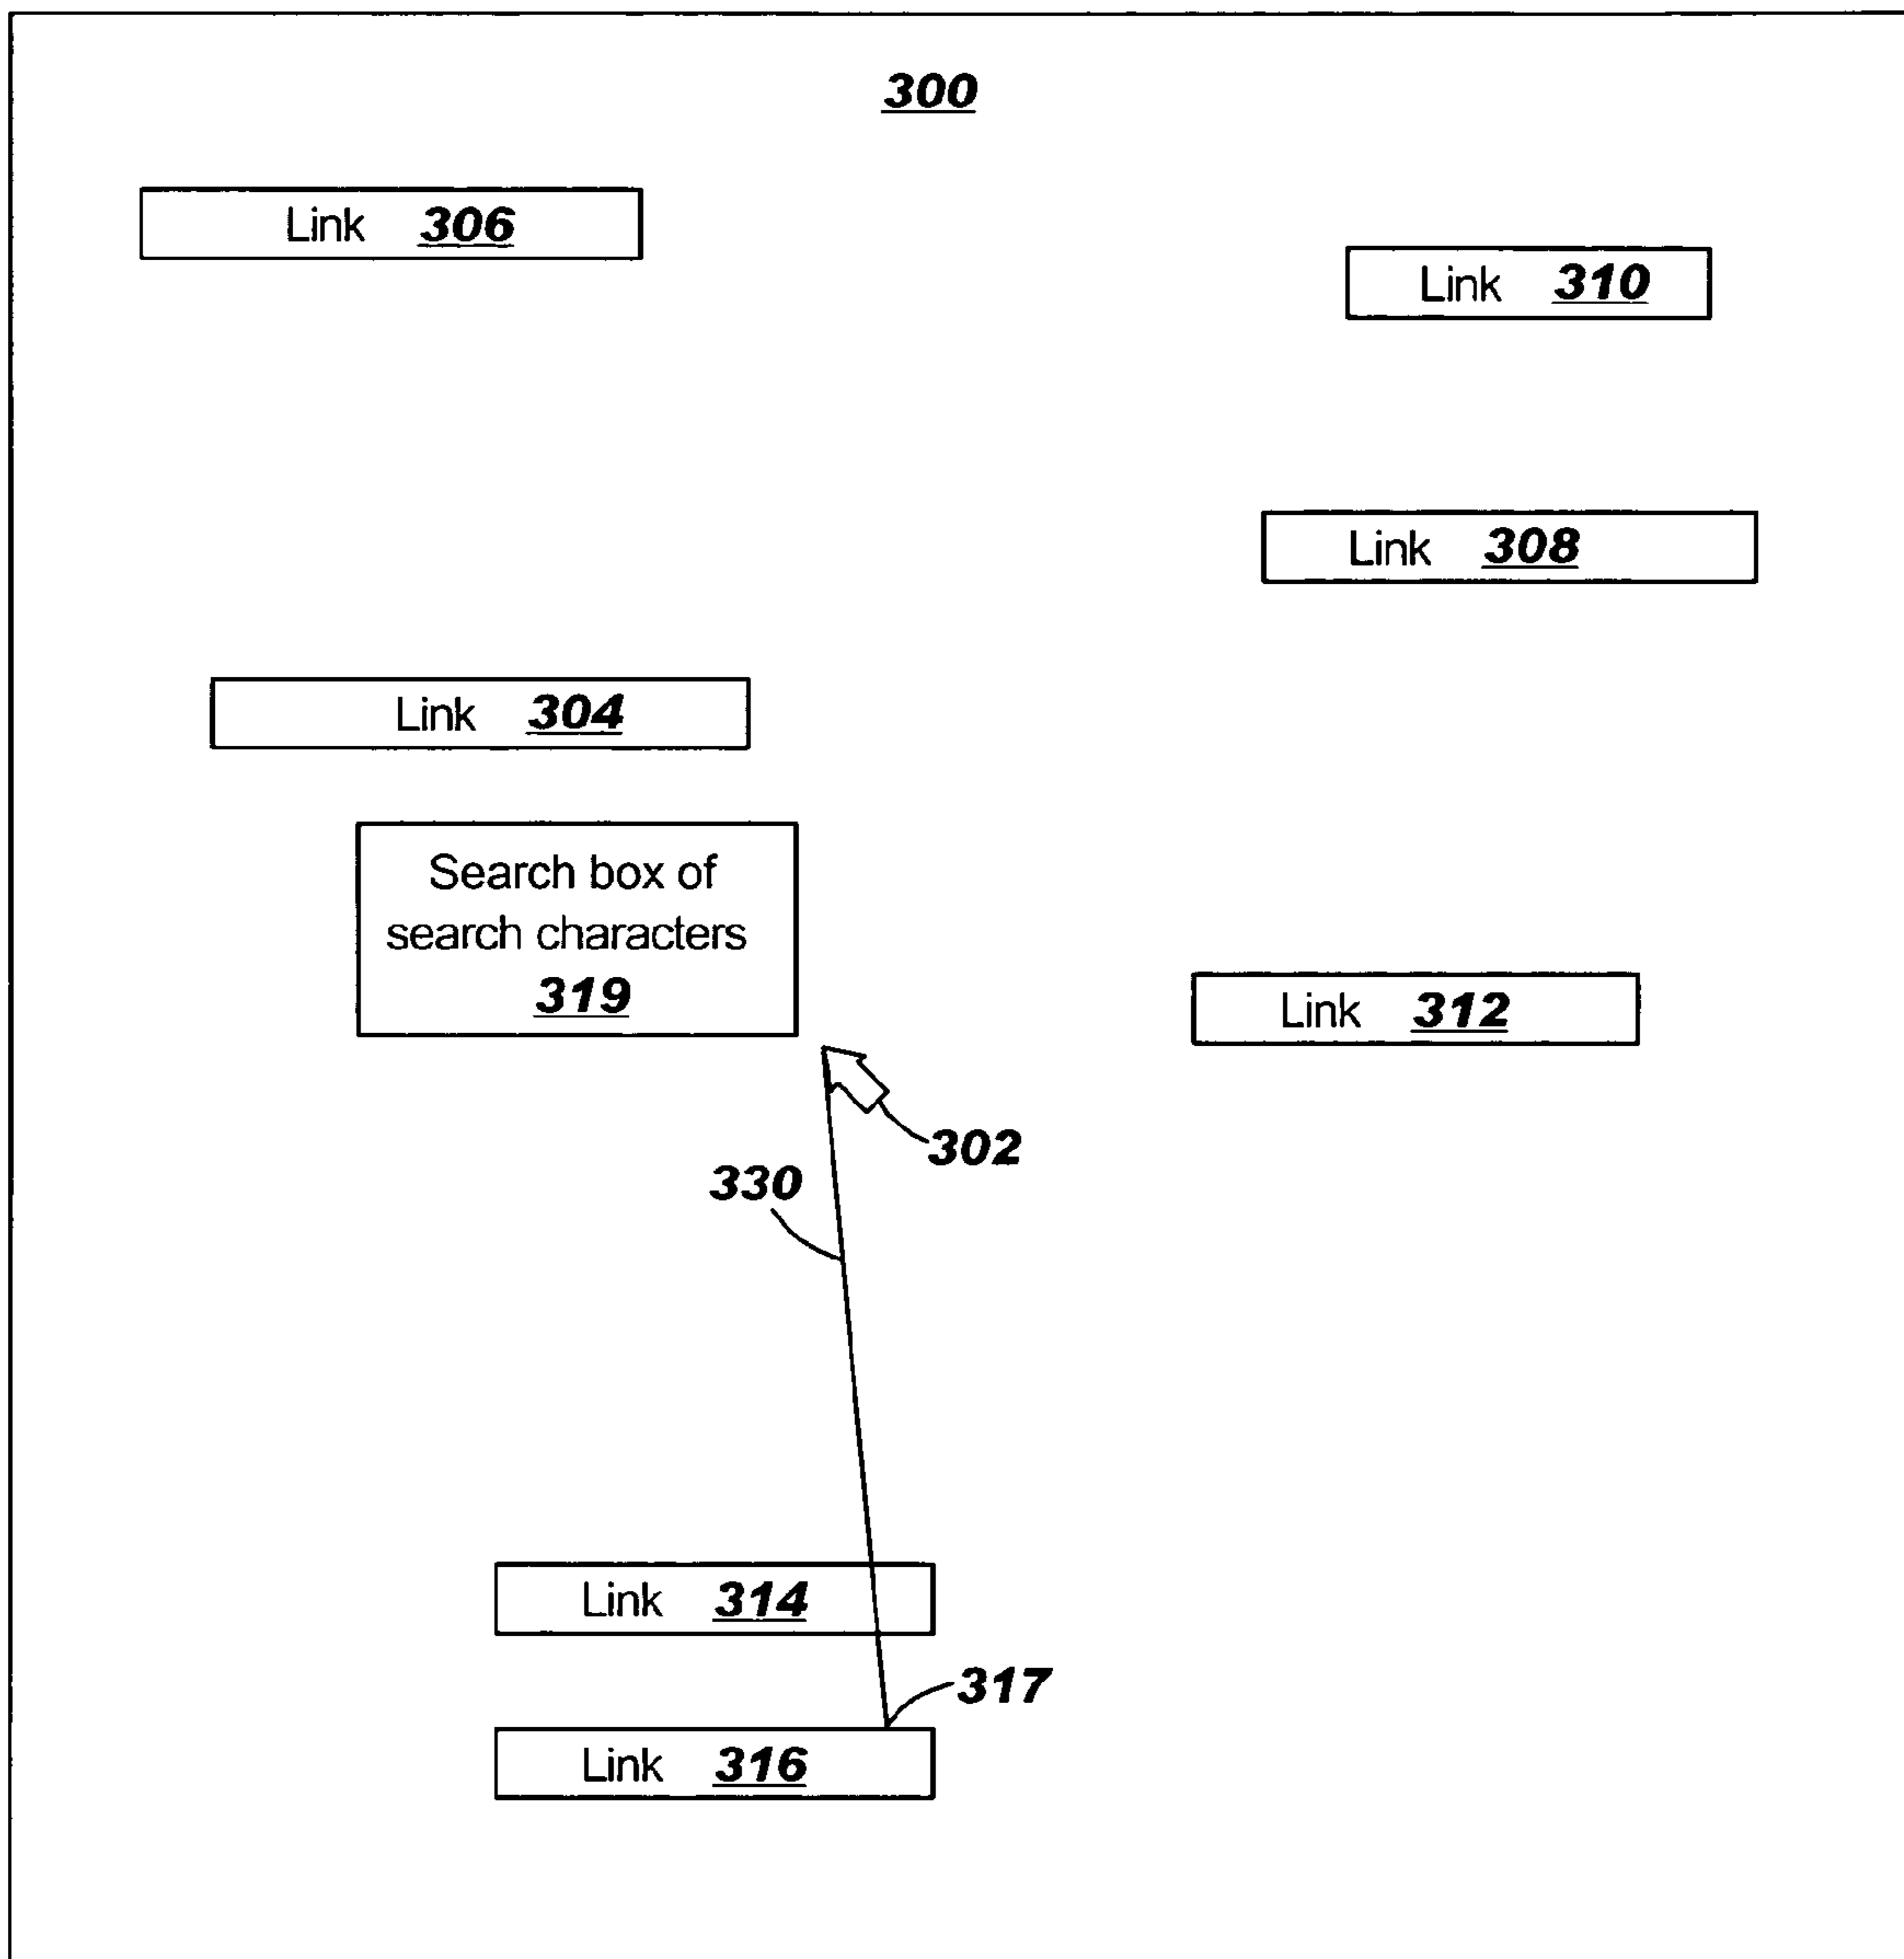 300
Link 306
Link 310
Link 308
Link 304
Search box of
search characters
319
Link 312
302
330
Link 314
317
Link 316